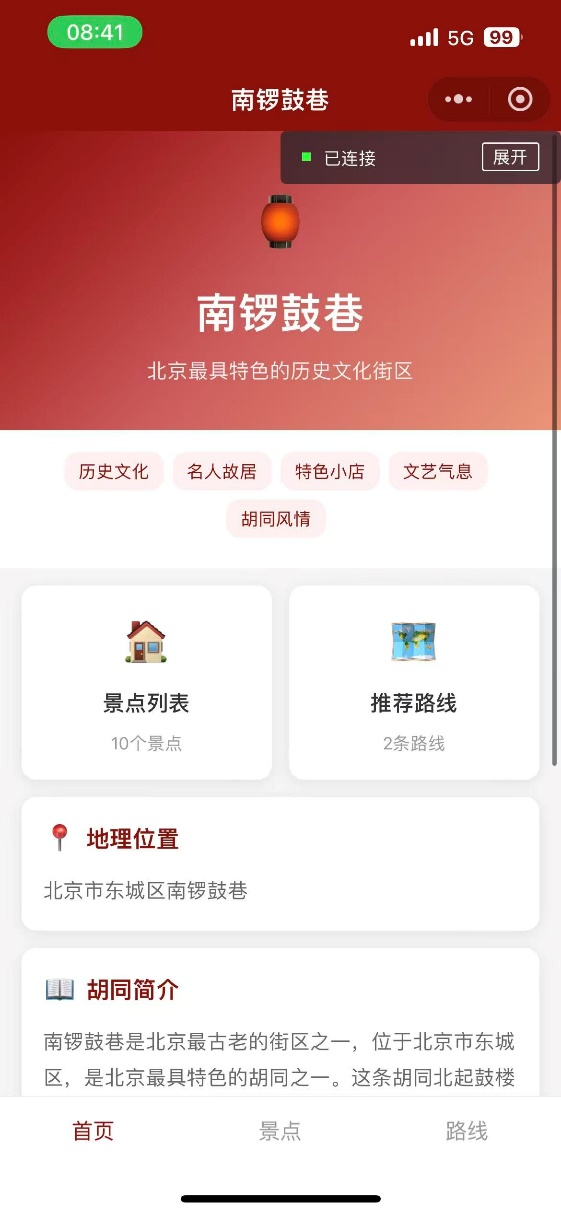 08:41
5G 99
南锣鼓巷
已连接 展开
南锣鼓巷
北京最具特色的历史文化街区
历史文化 名人故居 特色小店 文艺气息
胡同风情
景点列表
10个景点
推荐路线
2条路线
地理位置
北京市东城区南锣鼓巷
胡同简介
南锣鼓巷是北京最古老的街区之一，位于北京市东城
区，是北京最具特色的胡同之一。这条胡同北起鼓楼
首页 景点 路线